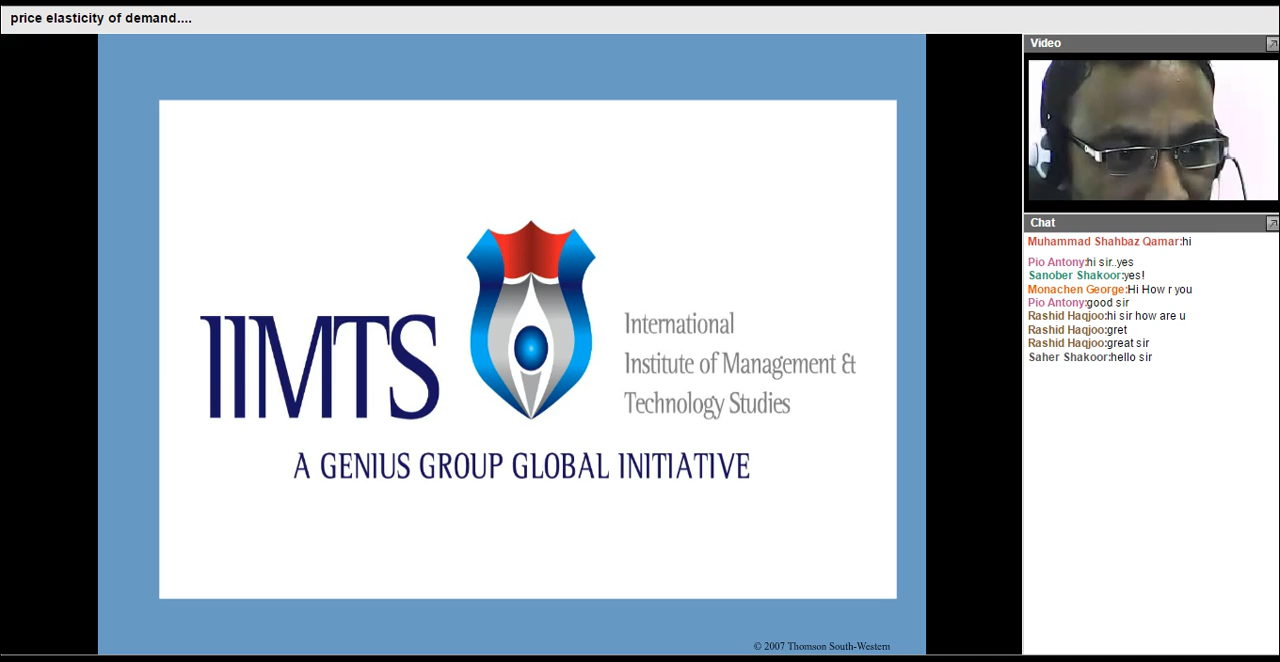 price elasticity of demand....
IIMTS
International
Institute of Management &
Technology Studies
A GENIUS GROUP GLOBAL INITIATIVE
© 2007 Thomson South-Western
Video
Chat
Muhammad Shahbaz Qamar:hi
Pio Antony:hi sir..yes
Sanober Shakoor:yes!
Monachen George:Hi How r you
Pio Antony:good sir
Rashid Haqjoo:hi sir how are u
Rashid Haqjoo:gret
Rashid Haqjoo:great sir
Saher Shakoor:hello sir